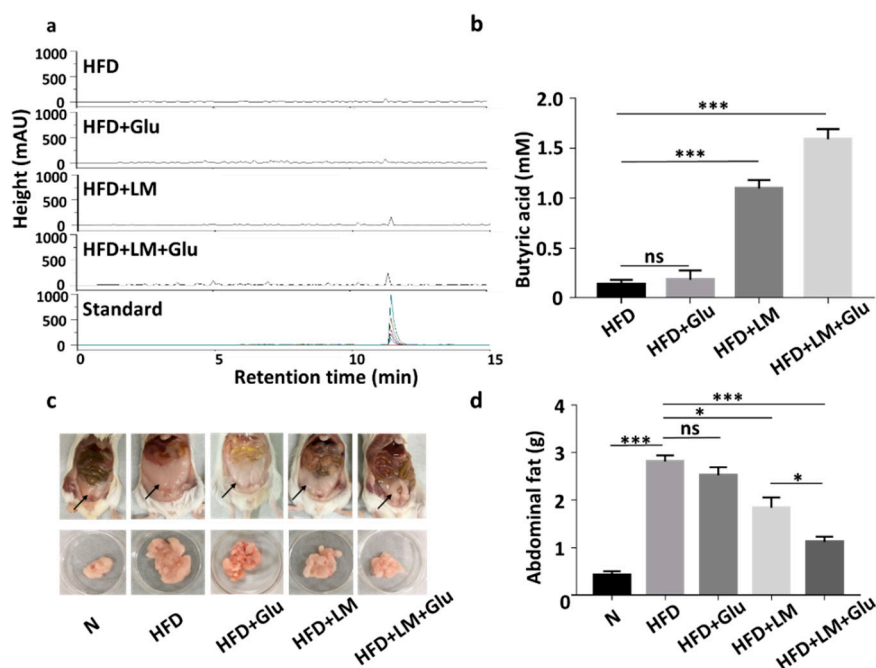 a
Height (mAU)
1000
500
0
HFD
1000
500
0
HFD+Glu
1000
500
0
HFD+LM
1000
500
0
HFD+LM+Glu
1000
500
0
Standard
0 5 10 15
Retention time (min)
b
Butyric acid (mM)
2.0
1.5
1.0
0.5
0
***
***
ns
HFD
HFD+Glu
HFD+LM
HFD+LM+Glu
c
N
HFD
HFD+Glu
HFD+LM
HFD+LM+Glu
d
Abdominal fat (g)
4
3
2
1
0
***
*
ns
***
*
N
HFD
HFD+Glu
HFD+LM
HFD+LM+Glu